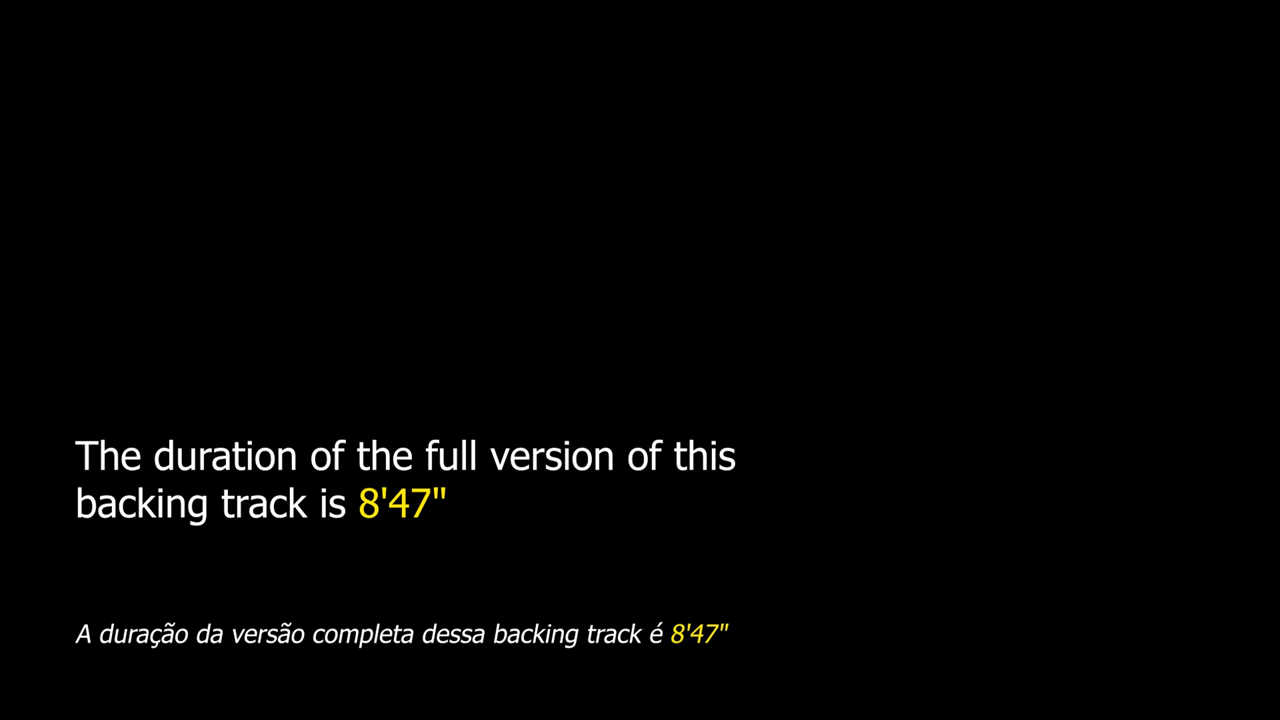 The duration of the full version of this
backing track is 8'47"
A duração da versão completa dessa backing track é 8'47"